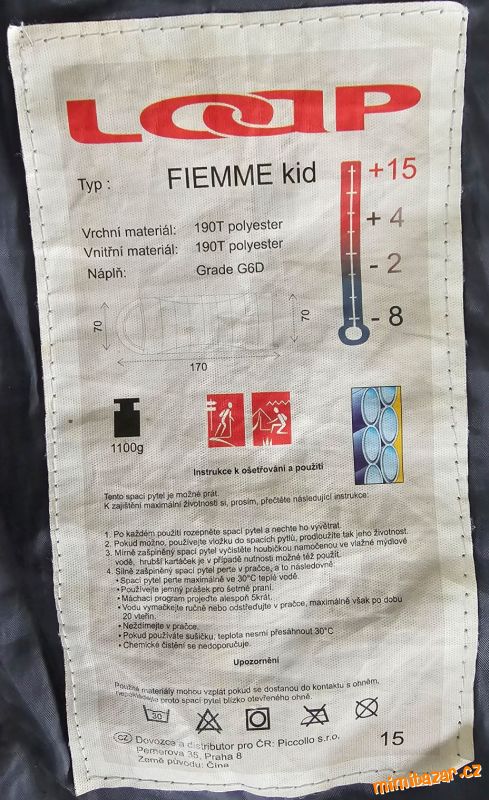 LOAP
Typ : FIEMME kid
+15
+ 4
- 2
- 8
Vrchní materiál: 190T polyester
Vnitřní materiál: 190T polyester
Náplň: Grade G6D
70
70
170
1100g
Instrukce k ošetřování a použití
Tento spací pytel je možné prát.
K zajištění maximální životnosti si, prosím, přečtěte následující instrukce:
1. Po každém použití rozepněte spací pytel a nechte ho vyvětrat.
2. Pokud možno, používejte vložku do spacích pytlů, prodloužíte tak jeho životnost.
3. Mírně zašpiněný spací pytel vyčistěte houbičkou namočenou ve vlažné mýdlové
vodě, hrubší kartáček je v případě nutnosti možné též použít.
4. Silně zašpiněný spací pytel perte v pračce, a to následovně:
• Spací pytel perte maximálně ve 30°C teplé vodě.
• Používejte jemný prášek pro šetrné praní.
• Máchací program projeďte alespoň 5krát.
• Vodu vymačkejte ručně nebo odstřeďujte v pračce, maximálně však po dobu
20 vteřin.
• Neždímejte v pračce.
• Pokud používáte sušičku, teplota nesmí přesáhnout 30°C
• Chemické čistění se nedoporučuje.
Upozornění
Použité materiály mohou vzplát pokud se dostanou do kontaktu s ohněm,
nepokládejte proto spací pytel blízko otevřeného ohně.
30
CZ Dovozce a distributor pro ČR: Piccollo s.r.o.
Pernerova 35, Praha 8
Země původu: Čína
15
mimibazar.cz